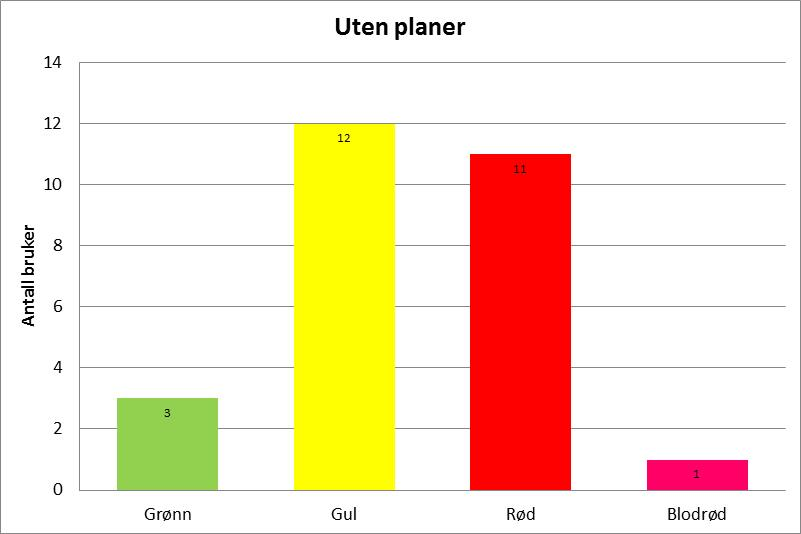 Uten planer
14
12
10
8
6
4
2
0
Antall bruker
3
12
11
1
Grønn
Gul
Rød
Blodrød